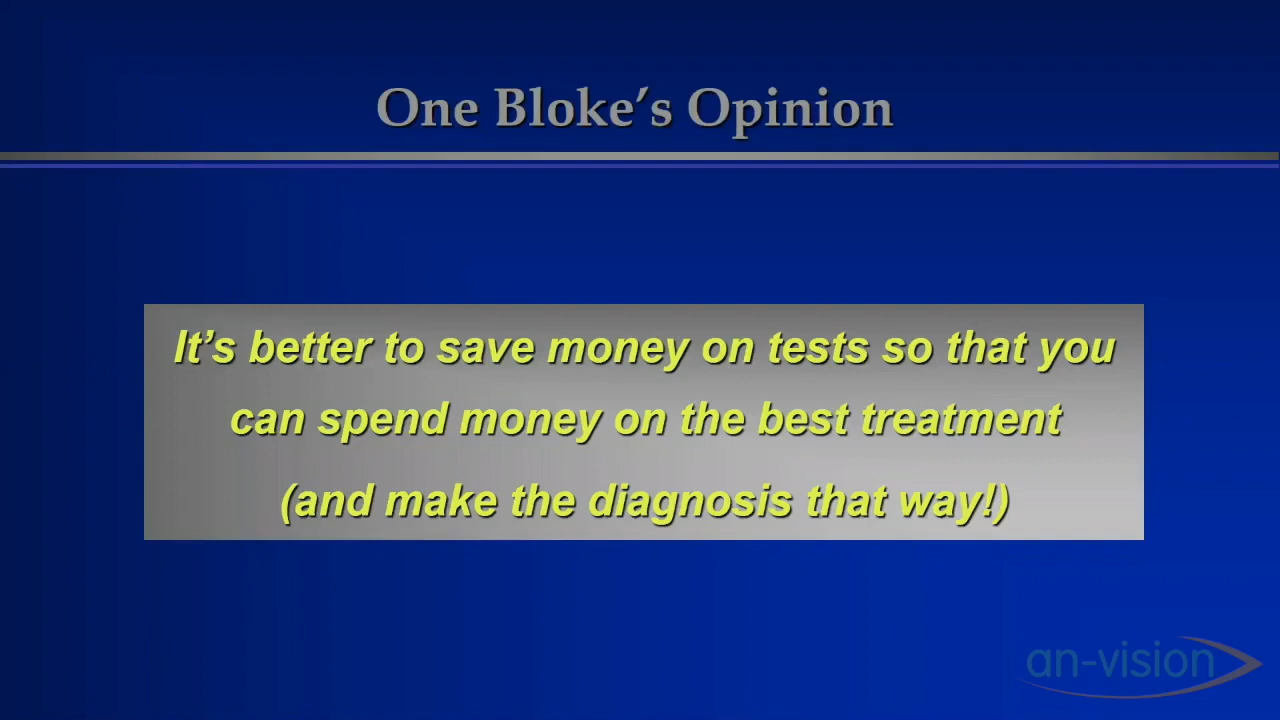 One Bloke’s Opinion
It’s better to save money on tests so that you
can spend money on the best treatment
(and make the diagnosis that way!)
an-vision